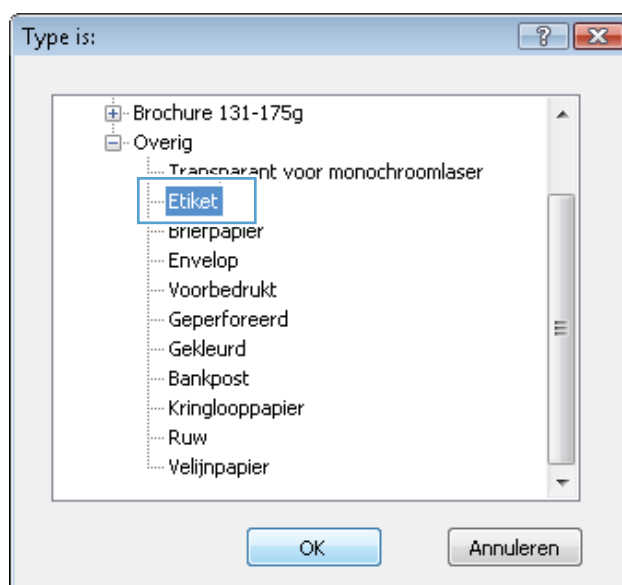 Type is:
Brochure 131-175g
Overig
Transparant voor monochroomlaser
Etiket
Briefpapier
Envelop
Voorbedrukt
Geperforeerd
Gekleurd
Bankpost
Kringlooppapier
Ruw
Velijnpapier
OK Annuleren